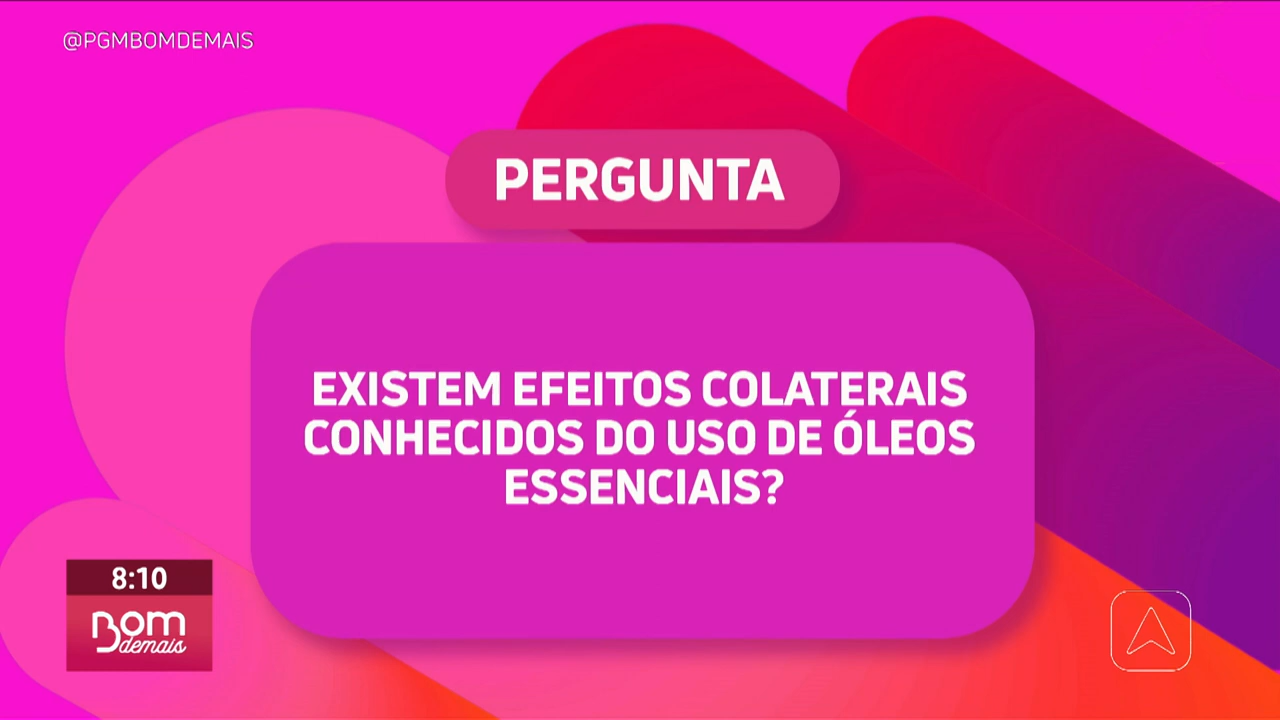 @PGMBOMDEMAIS
PERGUNTA
EXISTEM EFEITOS COLATERAIS
CONHECIDOS DO USO DE ÓLEOS
ESSENCIAIS?
8:10
Bom
demais